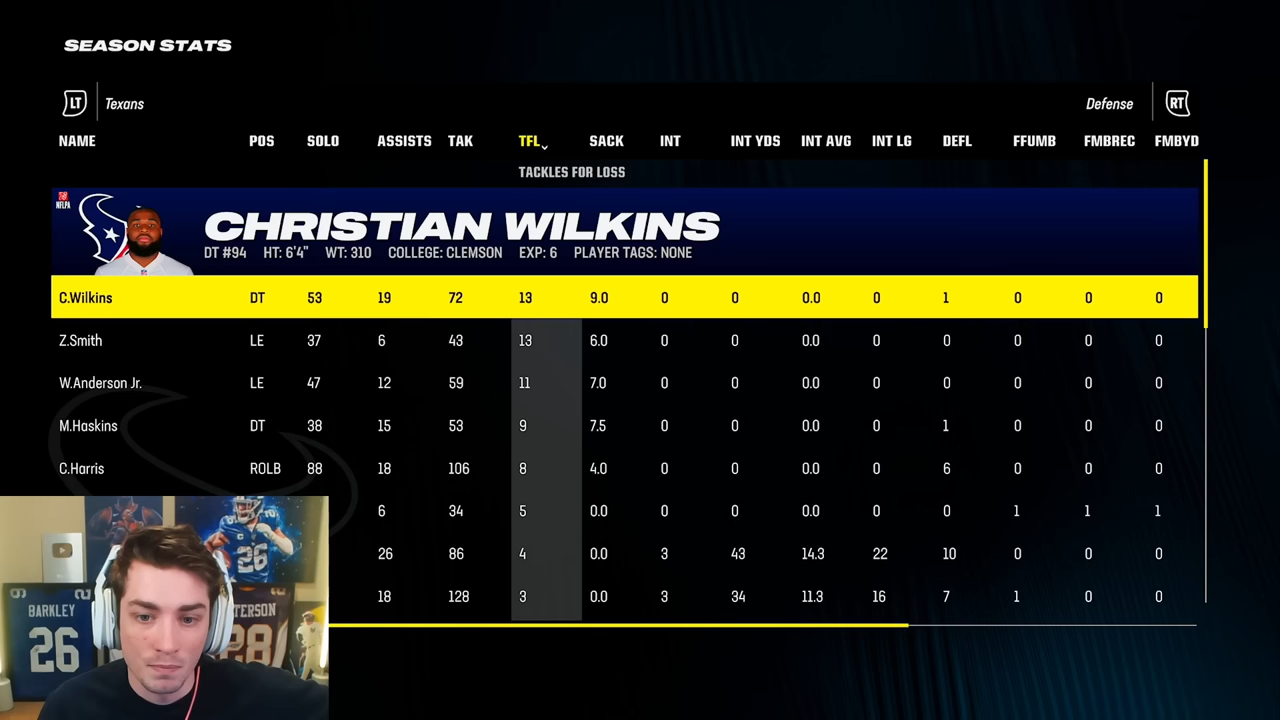 SEASON STATS
LT Texans Defense RT
NAME POS SOLO ASSISTS TAK TFL SACK INT INT YDS INT AVG INT LG DEFL FFUMB FMBREC FMBYD
TACKLES FOR LOSS
NFLPA
CHRISTIAN WILKINS
DT #94 HT: 6'4" WT: 310 COLLEGE: CLEMSON EXP: 6 PLAYER TAGS: NONE
C.Wilkins DT 53 19 72 13 9.0 0 0 0.0 0 1 0 0 0
Z.Smith LE 37 6 43 13 6.0 0 0 0.0 0 0 0 0 0
W.Anderson Jr. LE 47 12 59 11 7.0 0 0 0.0 0 0 0 0 0
M.Haskins DT 38 15 53 9 7.5 0 0 0.0 0 1 0 0 0
C.Harris ROLB 88 18 106 8 4.0 0 0 0.0 0 6 0 0 0
6 34 5 0.0 0 0 0.0 0 0 1 1 1
26 86 4 0.0 3 43 14.3 22 10 0 0 0
18 128 3 0.0 3 34 11.3 16 7 1 0 0
26
BARKLEY
26
TERSON
28